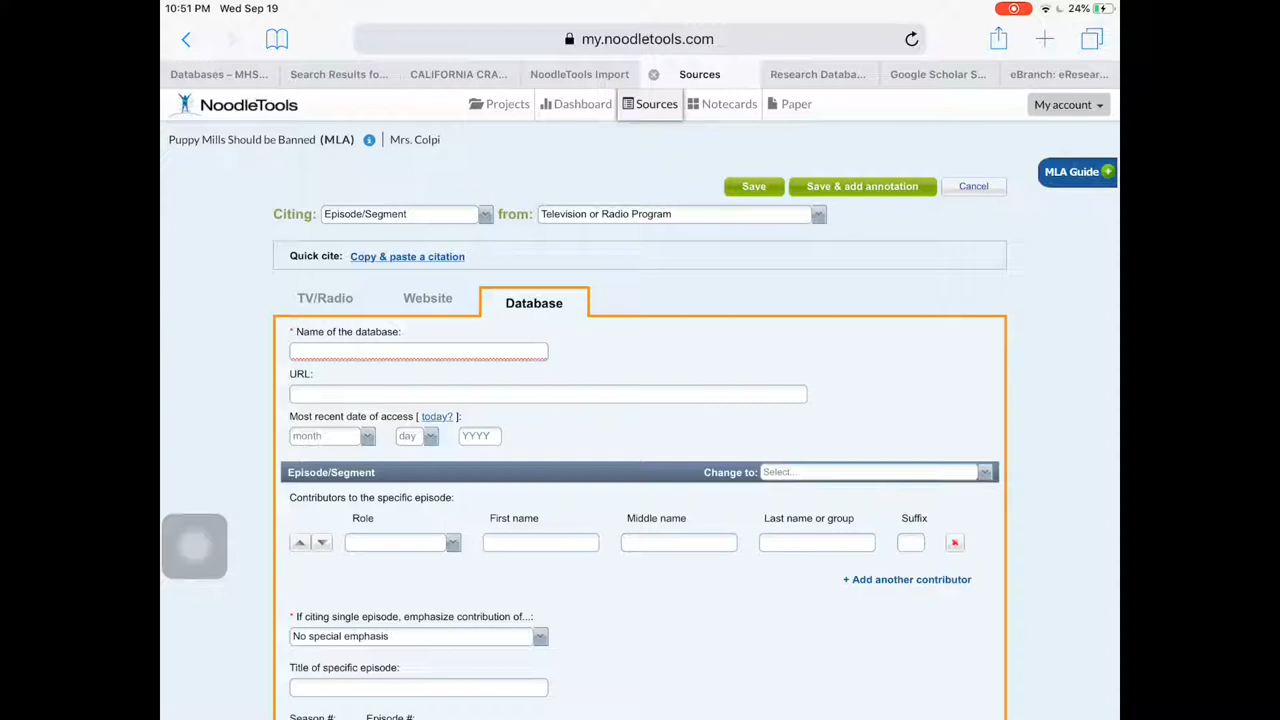 10:51 PM Wed Sep 19
24%
my.noodletools.com
Databases – MHS...
Search Results fo...
CALIFORNIA CRA...
NoodleTools Import
Sources
Research Databa...
Google Scholar S...
eBranch: eResear...
NoodleTools
Projects
Dashboard
Sources
Notecards
Paper
My account
Puppy Mills Should be Banned (MLA)
Mrs. Colpi
MLA Guide
Save
Save & add annotation
Cancel
Citing: Episode/Segment from: Television or Radio Program
Quick cite: Copy & paste a citation
TV/Radio
Website
Database
* Name of the database:
URL:
Most recent date of access [ today? ]:
month
day
YYYY
Episode/Segment
Change to: Select...
Contributors to the specific episode:
Role
First name
Middle name
Last name or group
Suffix
+ Add another contributor
* If citing single episode, emphasize contribution of...:
No special emphasis
Title of specific episode:
Season #: Episode #: